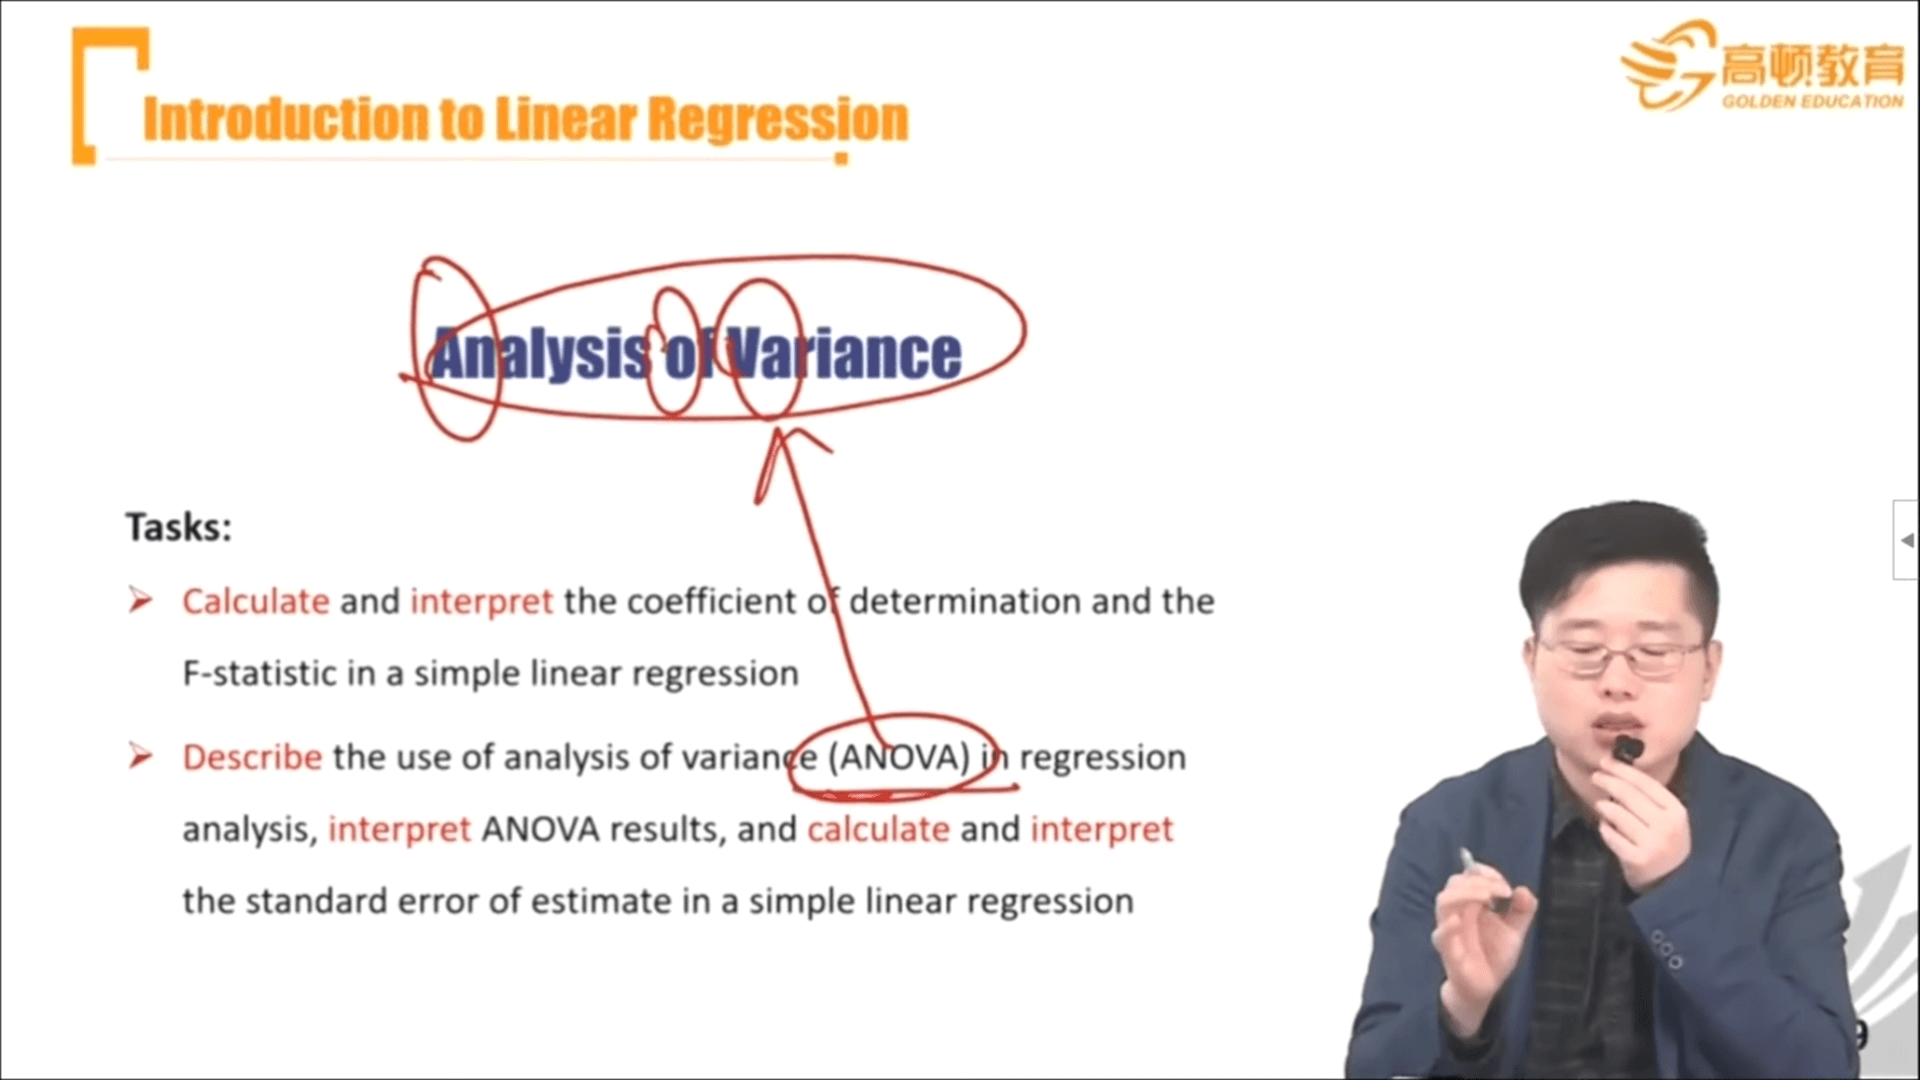 Introduction to Linear Regression
高顿教育
GOLDEN EDUCATION
Analysis of Variance
Tasks:
Calculate and interpret the coefficient of determination and the
F-statistic in a simple linear regression
Describe the use of analysis of variance (ANOVA) in regression
analysis, interpret ANOVA results, and calculate and interpret
the standard error of estimate in a simple linear regression
9